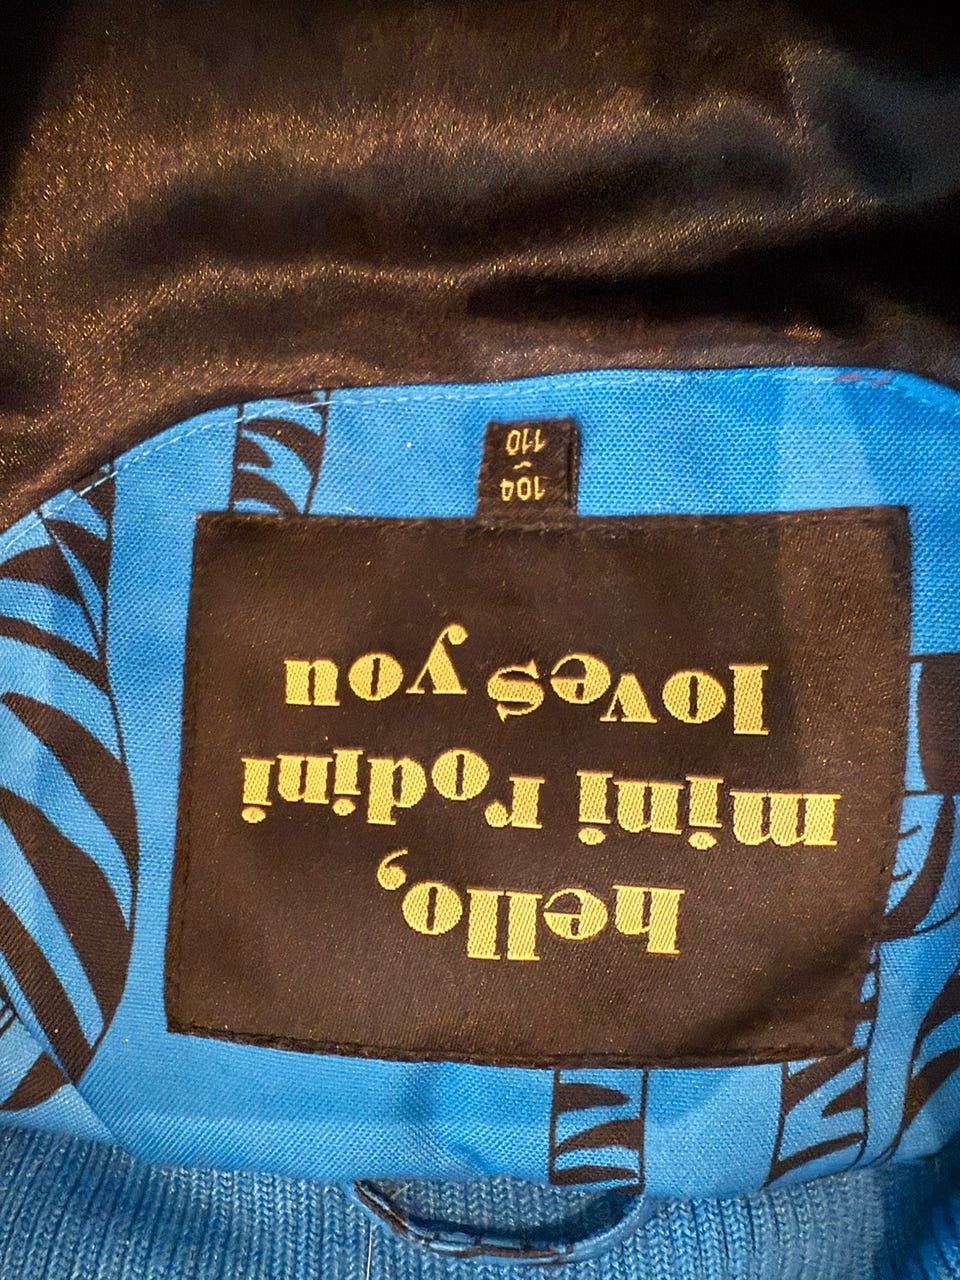 hello,
mini rodini
loves you
104
~
110